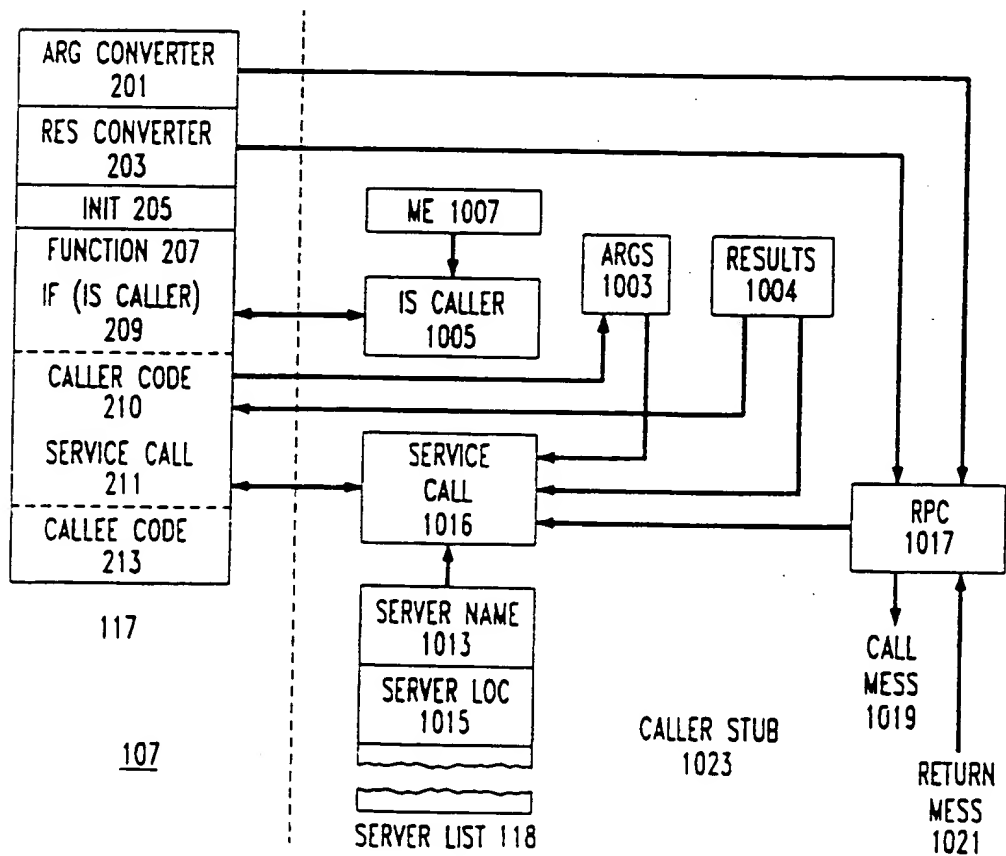 ARG CONVERTER
201
RES CONVERTER
203
INIT 205
FUNCTION 207
IF (IS CALLER)
209
CALLER CODE
210
SERVICE CALL
211
CALLEE CODE
213
117
107
ME 1007
IS CALLER
1005
ARGS
1003
RESULTS
1004
SERVICE
CALL
1016
SERVER NAME
1013
SERVER LOC
1015
SERVER LIST 118
RPC
1017
CALL
MESS
1019
RETURN
MESS
1021
CALLER STUB
1023